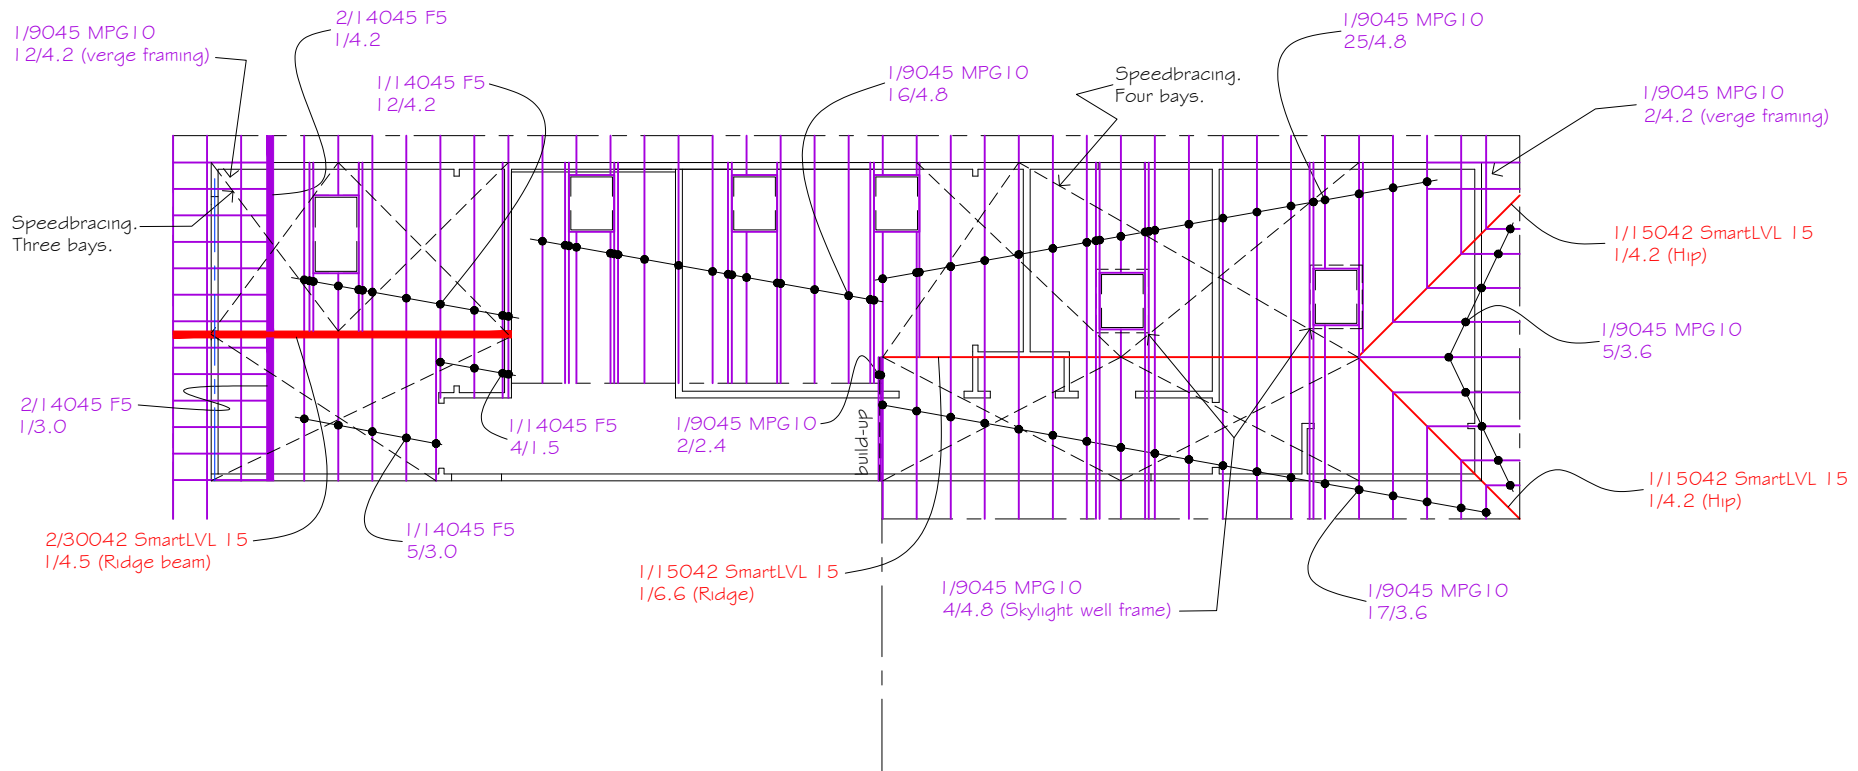 1/9045 MPG10
12/4.2 (verge framing)
2/14045 F5
1/4.2
1/14045 F5
12/4.2
1/9045 MPG10
16/4.8
Speedbracing.
Four bays.
1/9045 MPG10
25/4.8
1/9045 MPG10
2/4.2 (verge framing)
Speedbracing.
Three bays.
1/15042 SmartLVL 15
1/4.2 (Hip)
1/9045 MPG10
5/3.6
2/14045 F5
1/3.0
1/14045 F5
4/1.5
1/9045 MPG10
2/2.4
build-up
1/15042 SmartLVL 15
1/4.2 (Hip)
2/30042 SmartLVL 15
1/4.5 (Ridge beam)
1/14045 F5
5/3.0
1/15042 SmartLVL 15
1/6.6 (Ridge)
1/9045 MPG10
4/4.8 (Skylight well frame)
1/9045 MPG10
17/3.6